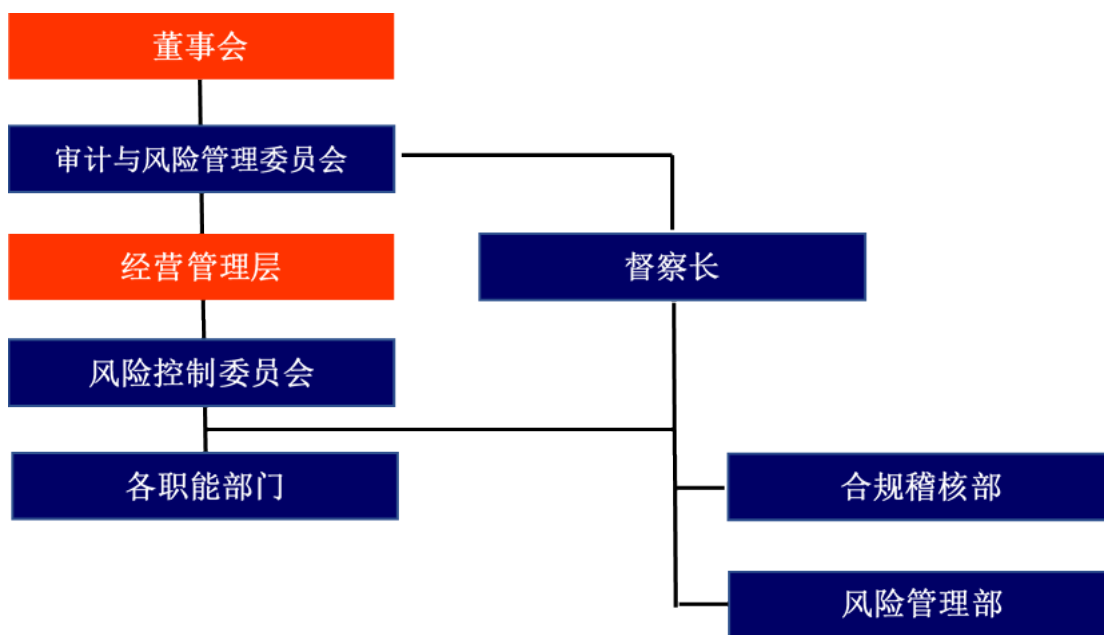 董事会
审计与风险管理委员会
经营管理层
督察长
风险控制委员会
各职能部门
合规稽核部
风险管理部